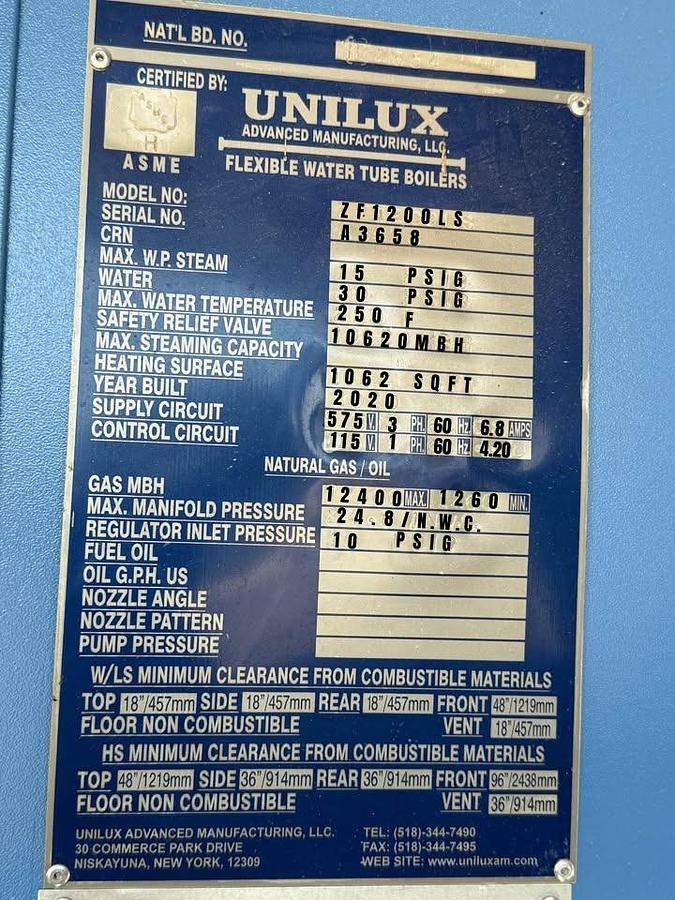 NAT'L BD. NO.
CERTIFIED BY:
ASME
H
ASME
UNILUX
ADVANCED MANUFACTURING, LLC.
FLEXIBLE WATER TUBE BOILERS
MODEL NO: ZF1200LS
SERIAL NO. A3658
CRN
MAX. W.P. STEAM 15 PSIG
WATER 30 PSIG
MAX. WATER TEMPERATURE 250 F
SAFETY RELIEF VALVE 10620MBH
MAX. STEAMING CAPACITY
HEATING SURFACE 1062 SQFT
YEAR BUILT 2020
SUPPLY CIRCUIT 575 V. 3 PH. 60 Hz. 6.8 AMPS
CONTROL CIRCUIT 115 V. 1 PH. 60 Hz. 4.20
NATURAL GAS / OIL
GAS MBH 12400 MAX. 1260 MIN.
MAX. MANIFOLD PRESSURE 24.8/N.W.C.
REGULATOR INLET PRESSURE 10 PSIG
FUEL OIL
OIL G.P.H. US
NOZZLE ANGLE
NOZZLE PATTERN
PUMP PRESSURE
W/LS MINIMUM CLEARANCE FROM COMBUSTIBLE MATERIALS
TOP 18"/457mm SIDE 18"/457mm REAR 18"/457mm FRONT 48"/1219mm
FLOOR NON COMBUSTIBLE VENT 18"/457mm
HS MINIMUM CLEARANCE FROM COMBUSTIBLE MATERIALS
TOP 48"/1219mm SIDE 36"/914mm REAR 36"/914mm FRONT 96"/2438mm
FLOOR NON COMBUSTIBLE VENT 36"/914mm
UNILUX ADVANCED MANUFACTURING, LLC. TEL: (518)-344-7490
30 COMMERCE PARK DRIVE FAX: (518)-344-7495
NISKAYUNA, NEW YORK, 12309 WEB SITE: www.uniluxam.com